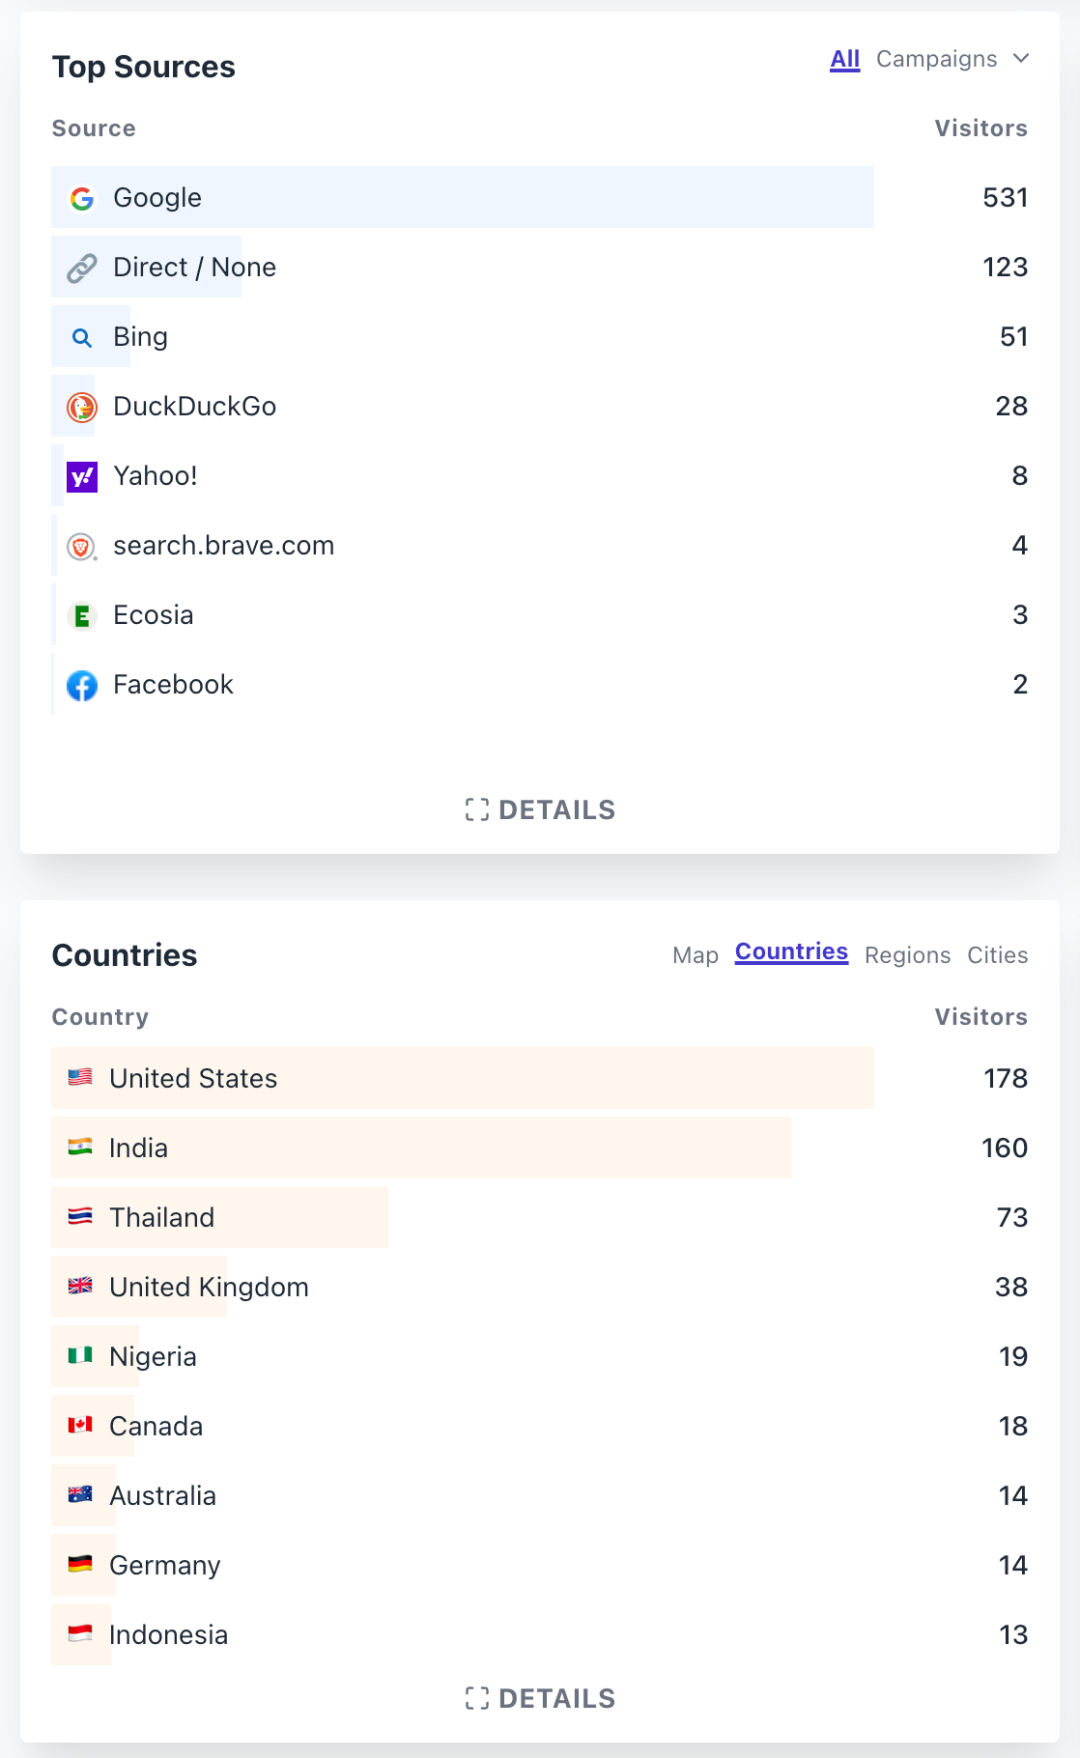 Top Sources
All Campaigns
Source Visitors
Google 531
Direct / None 123
Bing 51
DuckDuckGo 28
Yahoo! 8
search.brave.com 4
Ecosia 3
Facebook 2
DETAILS
Countries
Map Countries Regions Cities
Country Visitors
United States 178
India 160
Thailand 73
United Kingdom 38
Nigeria 19
Canada 18
Australia 14
Germany 14
Indonesia 13
DETAILS